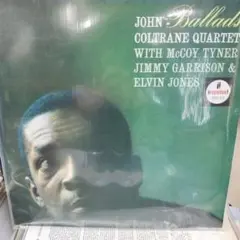 JOHN Ballads
COLTRANE QUARTET
WITH McCOY TYNER
JIMMY GARRISON &
ELVIN JONES